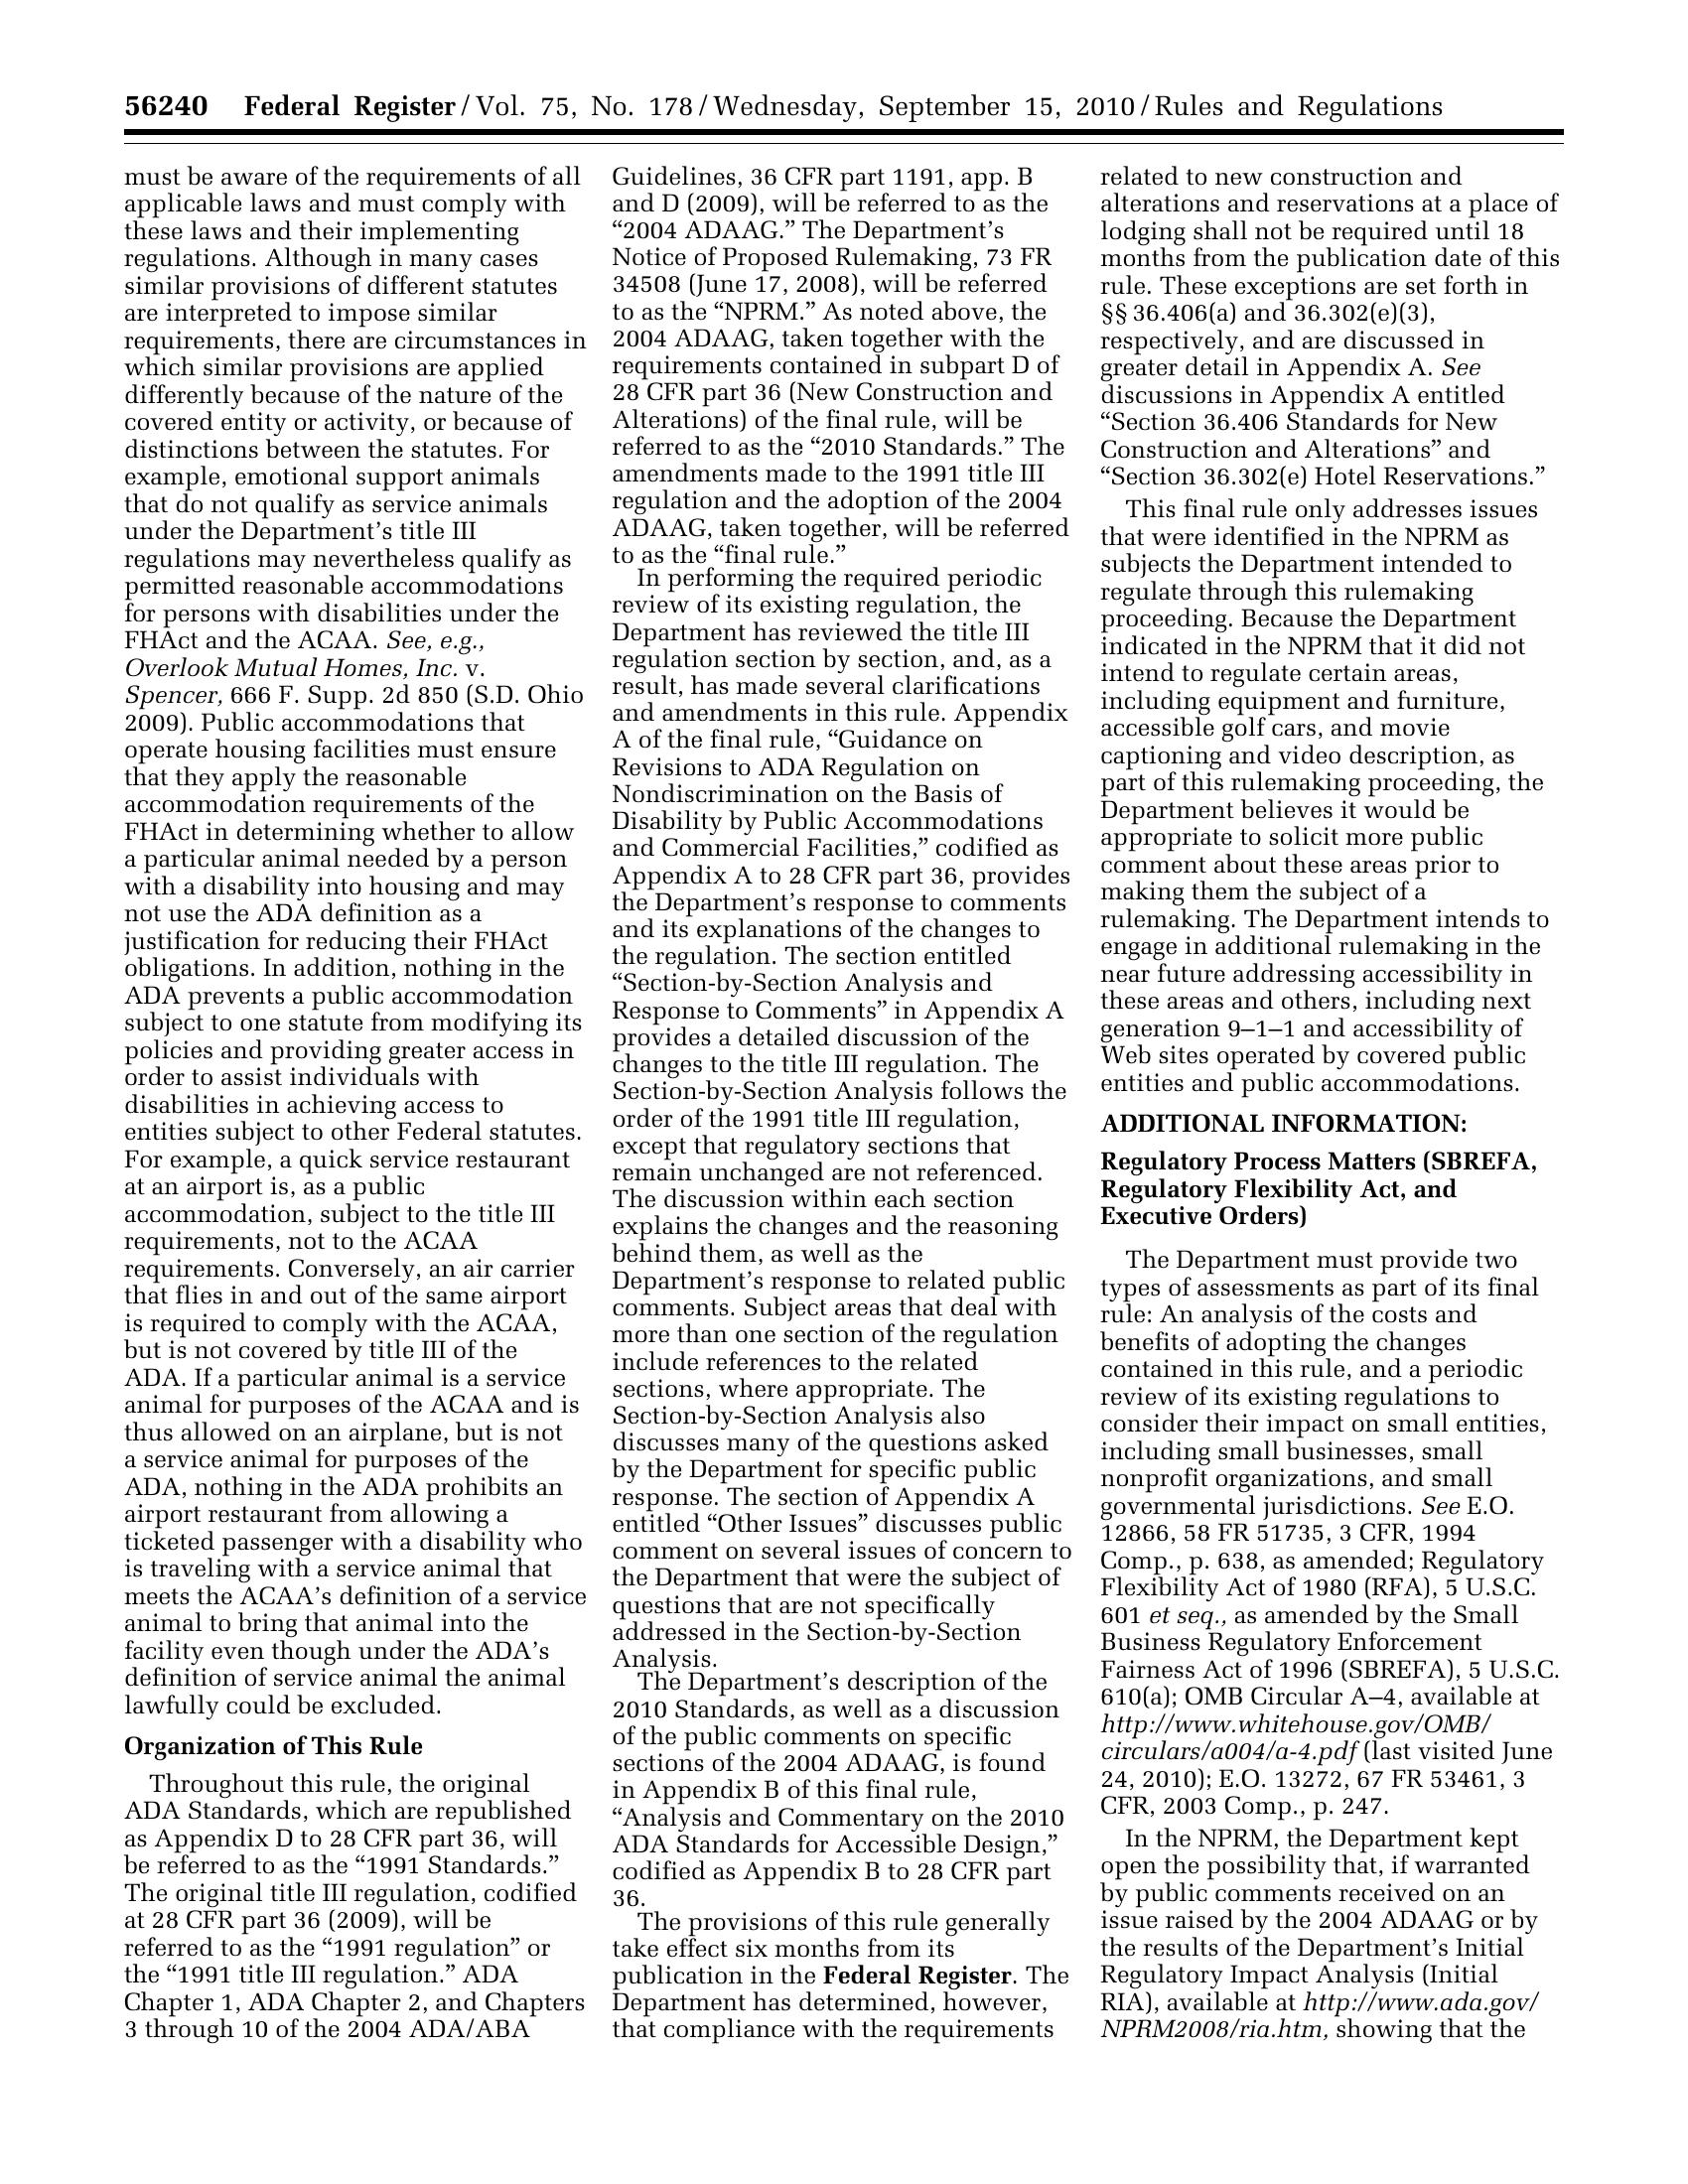 56240 Federal Register / Vol. 75, No. 178 / Wednesday, September 15, 2010 / Rules and Regulations
must be aware of the requirements of all
applicable laws and must comply with
these laws and their implementing
regulations. Although in many cases
similar provisions of different statutes
are interpreted to impose similar
requirements, there are circumstances in
which similar provisions are applied
differently because of the nature of the
covered entity or activity, or because of
distinctions between the statutes. For
example, emotional support animals
that do not qualify as service animals
under the Department’s title III
regulations may nevertheless qualify as
permitted reasonable accommodations
for persons with disabilities under the
FHAct and the ACAA. See, e.g.,
Overlook Mutual Homes, Inc. v.
Spencer, 666 F. Supp. 2d 850 (S.D. Ohio
2009). Public accommodations that
operate housing facilities must ensure
that they apply the reasonable
accommodation requirements of the
FHAct in determining whether to allow
a particular animal needed by a person
with a disability into housing and may
not use the ADA definition as a
justification for reducing their FHAct
obligations. In addition, nothing in the
ADA prevents a public accommodation
subject to one statute from modifying its
policies and providing greater access in
order to assist individuals with
disabilities in achieving access to
entities subject to other Federal statutes.
For example, a quick service restaurant
at an airport is, as a public
accommodation, subject to the title III
requirements, not to the ACAA
requirements. Conversely, an air carrier
that flies in and out of the same airport
is required to comply with the ACAA,
but is not covered by title III of the
ADA. If a particular animal is a service
animal for purposes of the ACAA and is
thus allowed on an airplane, but is not
a service animal for purposes of the
ADA, nothing in the ADA prohibits an
airport restaurant from allowing a
ticketed passenger with a disability who
is traveling with a service animal that
meets the ACAA’s definition of a service
animal to bring that animal into the
facility even though under the ADA’s
definition of service animal the animal
lawfully could be excluded.
Organization of This Rule
Throughout this rule, the original
ADA Standards, which are republished
as Appendix D to 28 CFR part 36, will
be referred to as the “1991 Standards.”
The original title III regulation, codified
at 28 CFR part 36 (2009), will be
referred to as the “1991 regulation” or
the “1991 title III regulation.” ADA
Chapter 1, ADA Chapter 2, and Chapters
3 through 10 of the 2004 ADA/ABA
Guidelines, 36 CFR part 1191, app. B
and D (2009), will be referred to as the
“2004 ADAAG.” The Department’s
Notice of Proposed Rulemaking, 73 FR
34508 (June 17, 2008), will be referred
to as the “NPRM.” As noted above, the
2004 ADAAG, taken together with the
requirements contained in subpart D of
28 CFR part 36 (New Construction and
Alterations) of the final rule, will be
referred to as the “2010 Standards.” The
amendments made to the 1991 title III
regulation and the adoption of the 2004
ADAAG, taken together, will be referred
to as the “final rule.”
In performing the required periodic
review of its existing regulation, the
Department has reviewed the title III
regulation section by section, and, as a
result, has made several clarifications
and amendments in this rule. Appendix
A of the final rule, “Guidance on
Revisions to ADA Regulation on
Nondiscrimination on the Basis of
Disability by Public Accommodations
and Commercial Facilities,” codified as
Appendix A to 28 CFR part 36, provides
the Department’s response to comments
and its explanations of the changes to
the regulation. The section entitled
“Section-by-Section Analysis and
Response to Comments” in Appendix A
provides a detailed discussion of the
changes to the title III regulation. The
Section-by-Section Analysis follows the
order of the 1991 title III regulation,
except that regulatory sections that
remain unchanged are not referenced.
The discussion within each section
explains the changes and the reasoning
behind them, as well as the
Department’s response to related public
comments. Subject areas that deal with
more than one section of the regulation
include references to the related
sections, where appropriate. The
Section-by-Section Analysis also
discusses many of the questions asked
by the Department for specific public
response. The section of Appendix A
entitled “Other Issues” discusses public
comment on several issues of concern to
the Department that were the subject of
questions that are not specifically
addressed in the Section-by-Section
Analysis.
The Department’s description of the
2010 Standards, as well as a discussion
of the public comments on specific
sections of the 2004 ADAAG, is found
in Appendix B of this final rule,
“Analysis and Commentary on the 2010
ADA Standards for Accessible Design,”
codified as Appendix B to 28 CFR part
36.
The provisions of this rule generally
take effect six months from its
publication in the Federal Register. The
Department has determined, however,
that compliance with the requirements
related to new construction and
alterations and reservations at a place of
lodging shall not be required until 18
months from the publication date of this
rule. These exceptions are set forth in
§§ 36.406(a) and 36.302(e)(3),
respectively, and are discussed in
greater detail in Appendix A. See
discussions in Appendix A entitled
“Section 36.406 Standards for New
Construction and Alterations” and
“Section 36.302(e) Hotel Reservations.”
This final rule only addresses issues
that were identified in the NPRM as
subjects the Department intended to
regulate through this rulemaking
proceeding. Because the Department
indicated in the NPRM that it did not
intend to regulate certain areas,
including equipment and furniture,
accessible golf cars, and movie
captioning and video description, as
part of this rulemaking proceeding, the
Department believes it would be
appropriate to solicit more public
comment about these areas prior to
making them the subject of a
rulemaking. The Department intends to
engage in additional rulemaking in the
near future addressing accessibility in
these areas and others, including next
generation 9–1–1 and accessibility of
Web sites operated by covered public
entities and public accommodations.
ADDITIONAL INFORMATION:
Regulatory Process Matters (SBREFA,
Regulatory Flexibility Act, and
Executive Orders)
The Department must provide two
types of assessments as part of its final
rule: An analysis of the costs and
benefits of adopting the changes
contained in this rule, and a periodic
review of its existing regulations to
consider their impact on small entities,
including small businesses, small
nonprofit organizations, and small
governmental jurisdictions. See E.O.
12866, 58 FR 51735, 3 CFR, 1994
Comp., p. 638, as amended; Regulatory
Flexibility Act of 1980 (RFA), 5 U.S.C.
601 et seq., as amended by the Small
Business Regulatory Enforcement
Fairness Act of 1996 (SBREFA), 5 U.S.C.
610(a); OMB Circular A–4, available at
http://www.whitehouse.gov/OMB/
circulars/a004/a-4.pdf (last visited June
24, 2010); E.O. 13272, 67 FR 53461, 3
CFR, 2003 Comp., p. 247.
In the NPRM, the Department kept
open the possibility that, if warranted
by public comments received on an
issue raised by the 2004 ADAAG or by
the results of the Department’s Initial
Regulatory Impact Analysis (Initial
RIA), available at http://www.ada.gov/
NPRM2008/ria.htm, showing that the